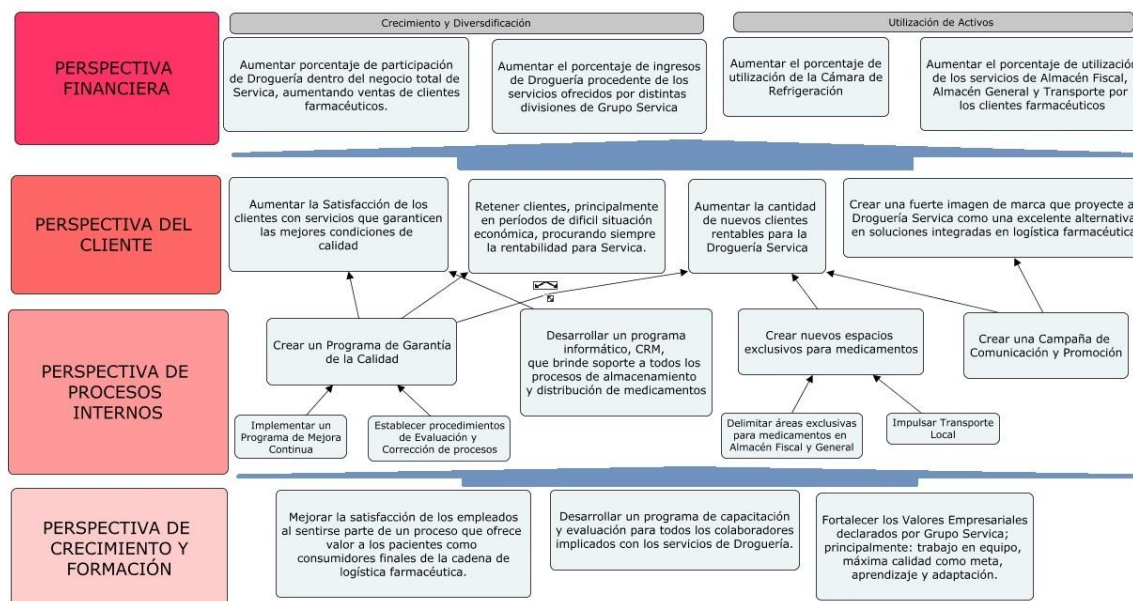 Crecimiento y Diversdificación
Utilización de Activos
PERSPECTIVA
FINANCIERA
Aumentar porcentaje de participación
de Droguería dentro del negocio total de
Servica, aumentando ventas de clientes
farmacéuticos.
Aumentar el porcentaje de ingresos
de Droguería procedente de los
servicios ofrecidos por distintas
divisiones de Grupo Servica
Aumentar el porcentaje de
utilización de la Cámara de
Refrigeración
Aumentar el porcentaje de utilización
de los servicios de Almacén Fiscal,
Almacén General y Transporte por
los clientes farmacéuticos
PERSPECTIVA DEL
CLIENTE
Aumentar la Satisfacción de los
clientes con servicios que garanticen
las mejores condiciones de
calidad
Retener clientes, principalmente
en períodos de dificil situación
económica, procurando siempre
la rentabilidad para Servica.
Aumentar la cantidad
de nuevos clientes
rentables para la
Droguería Servica
Crear una fuerte imagen de marca que proyecte a
Droguería Servica como una excelente alternativa
en soluciones integradas en logística farmacéutica
PERSPECTIVA DE
PROCESOS
INTERNOS
Crear un Programa de Garantía
de la Calidad
Desarrollar un programa
informático, CRM,
que brinde soporte a todos los
procesos de almacenamiento
y distribución de medicamentos
Crear nuevos espacios
exclusivos para medicamentos
Crear una Campaña de
Comunicación y Promoción
Implementar un
Programa de Mejora
Continua
Establecer procedimientos
de Evaluación y
Corrección de procesos
Delimitar áreas exclusivas
para medicamentos en
Almacén Fiscal y General
Impulsar Transporte
Local
PERSPECTIVA DE
CRECIMIENTO Y
FORMACIÓN
Mejorar la satisfacción de los empleados
al sentirse parte de un proceso que ofrece
valor a los pacientes como
consumidores finales de la cadena de
logística farmacéutica.
Desarrollar un programa de capacitación
y evaluación para todos los colaboradores
implicados con los servicios de Droguería.
Fortalecer los Valores Empresariales
declarados por Grupo Servica;
principalmente: trabajo en equipo,
máxima calidad como meta,
aprendizaje y adaptación.